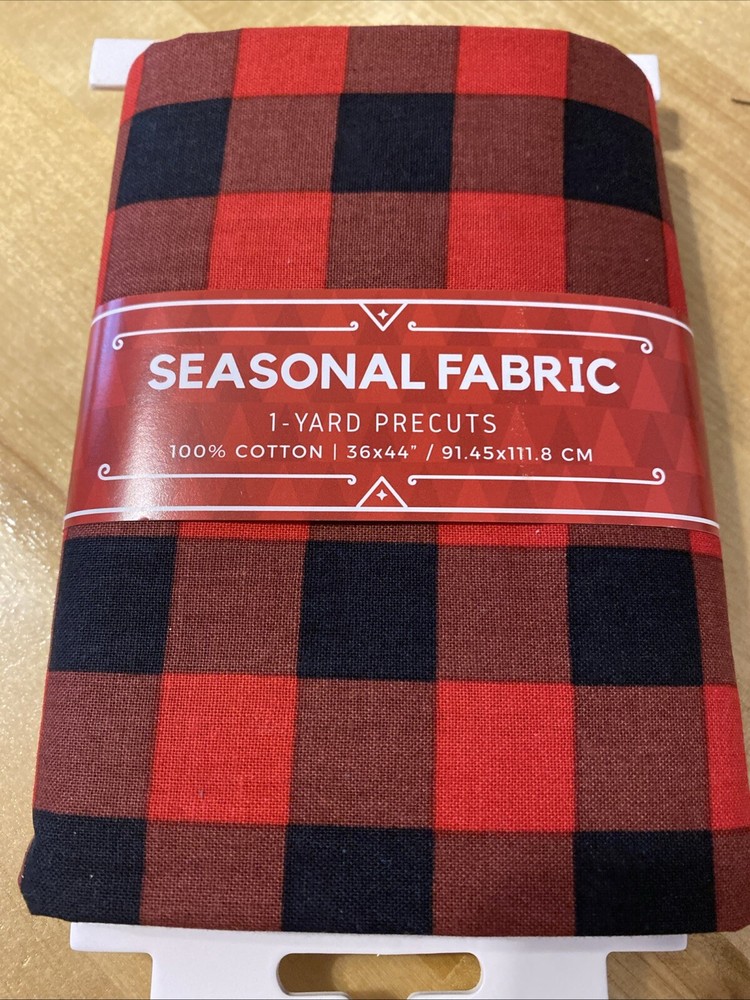 SEASONAL FABRIC
1-YARD PRECUTS
100% COTTON | 36x44" / 91.45x111.8 CM